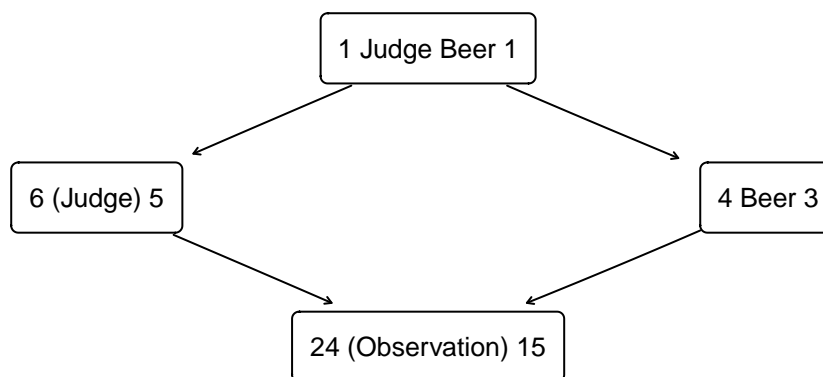 1 Judge Beer 1
6 (Judge) 5
4 Beer 3
24 (Observation) 15